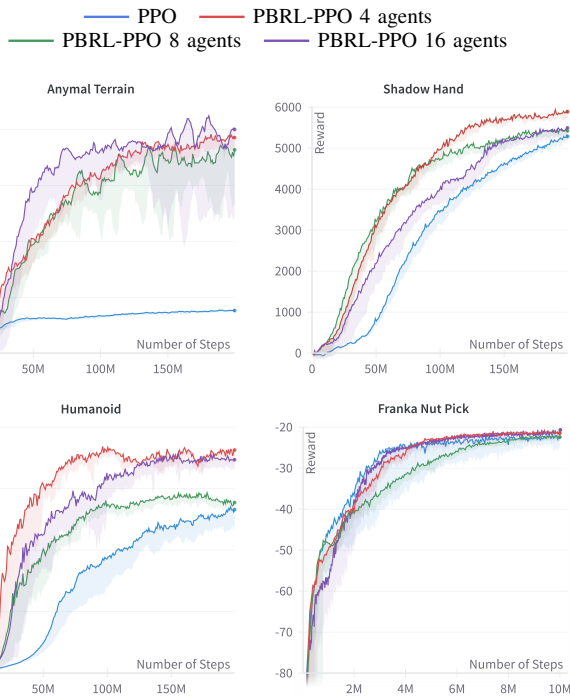 PPO PBRL-PPO 4 agents
PBRL-PPO 8 agents PBRL-PPO 16 agents
Anymal Terrain
Number of Steps
50M 100M 150M
Shadow Hand
Reward
6000
5000
4000
3000
2000
1000
0
Number of Steps
0 50M 100M 150M
Humanoid
Number of Steps
50M 100M 150M
Franka Nut Pick
Reward
-20
-30
-40
-50
-60
-70
-80
Number of Steps
2M 4M 6M 8M 10M